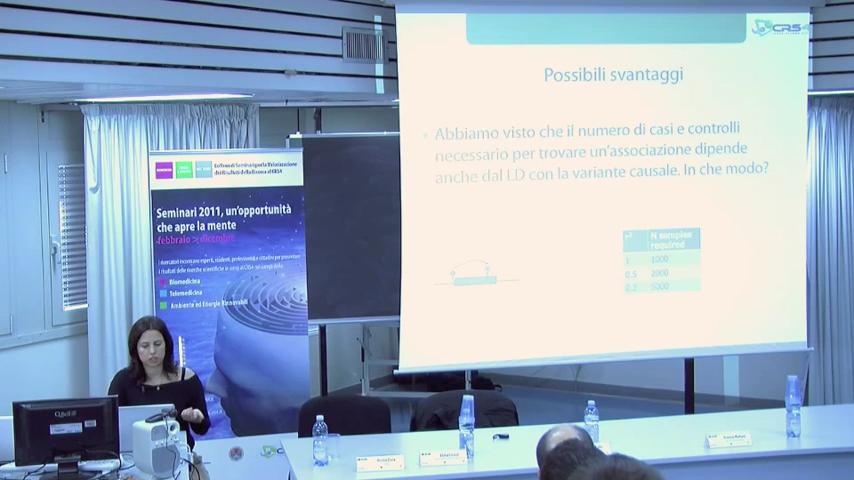 CRS4
Possibili svantaggi
Abbiamo visto che il numero di casi e controlli
necessario per trovare un'associazione dipende
anche dal LD con la variante causale. In che modo?
r² N samples
required
1 1000
0.5 2000
5000
Seminari 2011, un'opportunità
che apre la mente
febbraio > dicembre
Biomedicina
Telemedicina
Ambiente ed Energie Rinnovabili